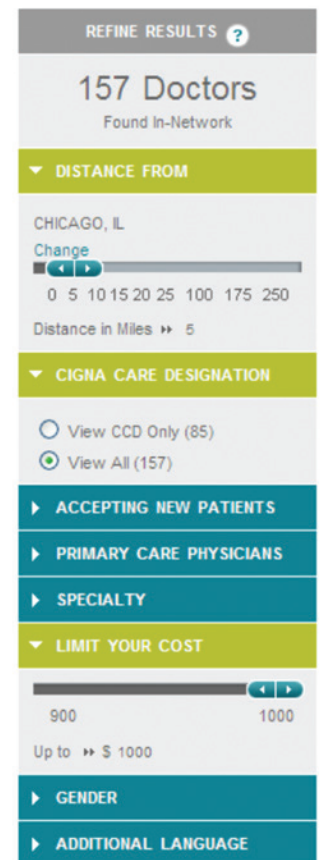 REFINE RESULTS ?
157 Doctors
Found In-Network
DISTANCE FROM
CHICAGO, IL
Change
0 5 10 15 20 25 100 175 250
Distance in Miles 5
CIGNA CARE DESIGNATION
View CCD Only (85)
View All (157)
ACCEPTING NEW PATIENTS
PRIMARY CARE PHYSICIANS
SPECIALTY
LIMIT YOUR COST
900 1000
Up to $ 1000
GENDER
ADDITIONAL LANGUAGE